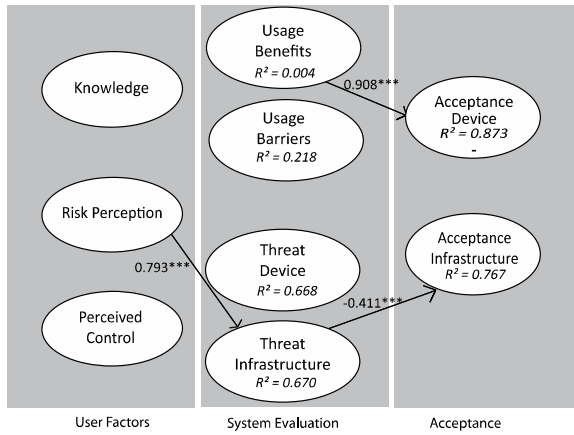 Knowledge
Risk Perception
Perceived
Control
Usage
Benefits
R² = 0.004
Usage
Barriers
R² = 0.218
Threat
Device
R² = 0.668
Threat
Infrastructure
R² = 0.670
Acceptance
Device
R² = 0.873
-
Acceptance
Infrastructure
R² = 0.767
0.908***
0.793***
-0.411***
User Factors
System Evaluation
Acceptance